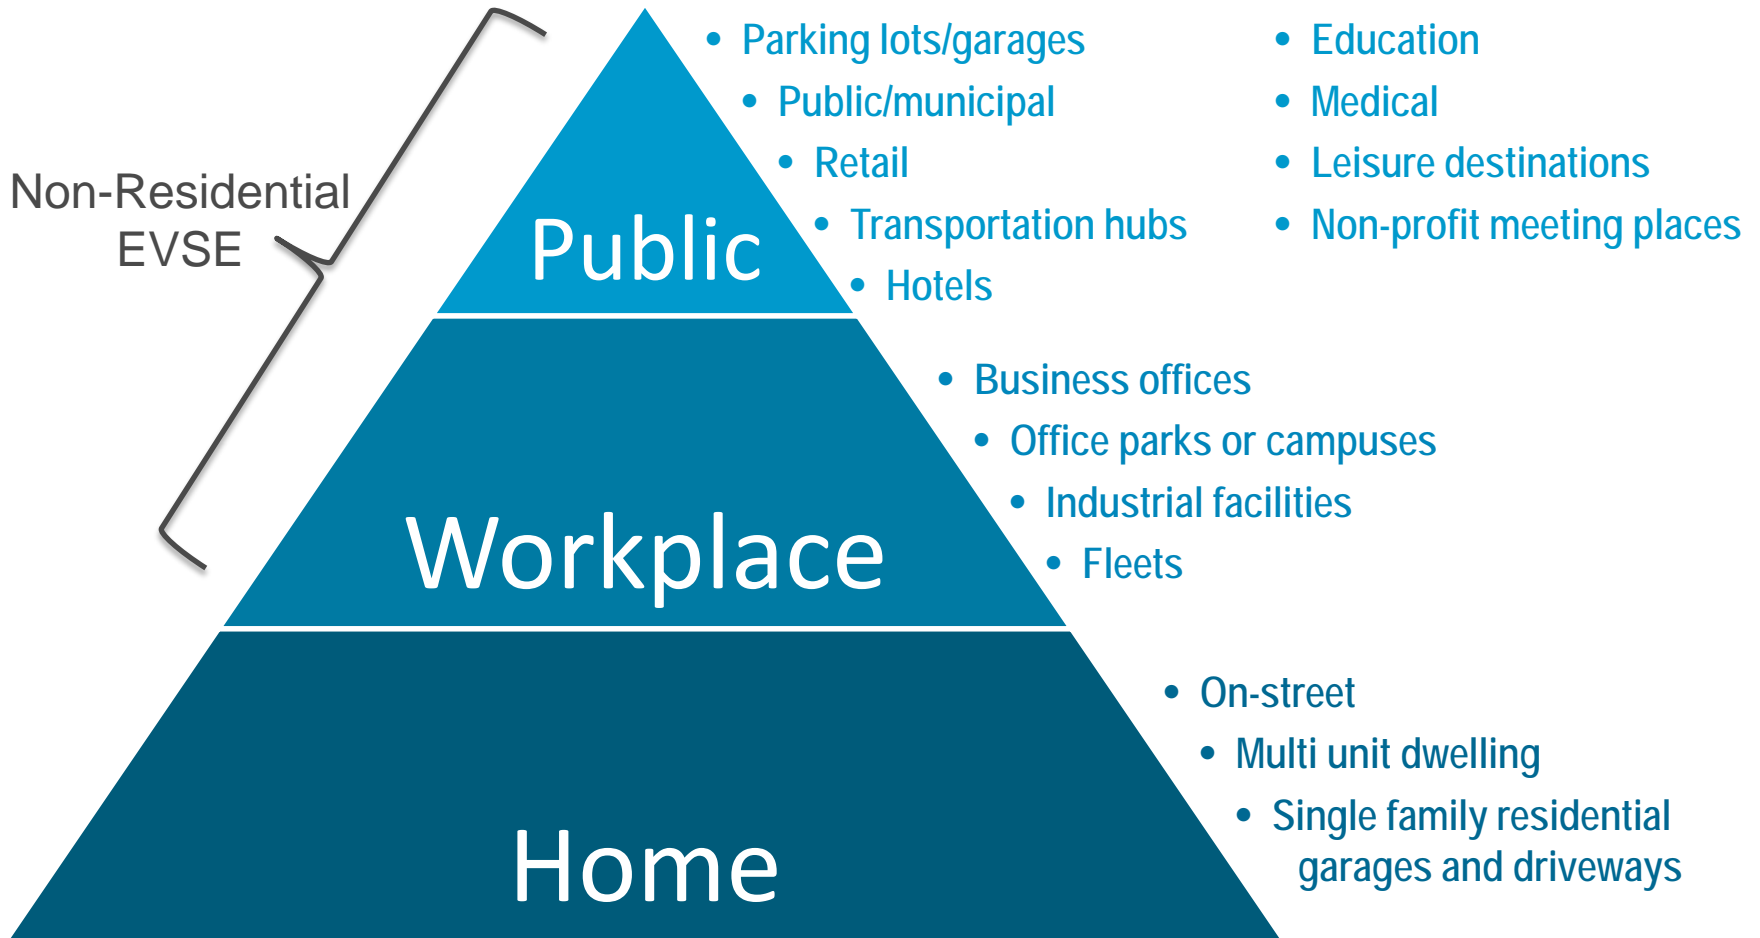 Non-Residential
EVSE
Public
• Parking lots/garages
• Public/municipal
• Retail
• Transportation hubs
• Hotels
• Education
• Medical
• Leisure destinations
• Non-profit meeting places
Workplace
• Business offices
• Office parks or campuses
• Industrial facilities
• Fleets
Home
• On-street
• Multi unit dwelling
• Single family residential
garages and driveways